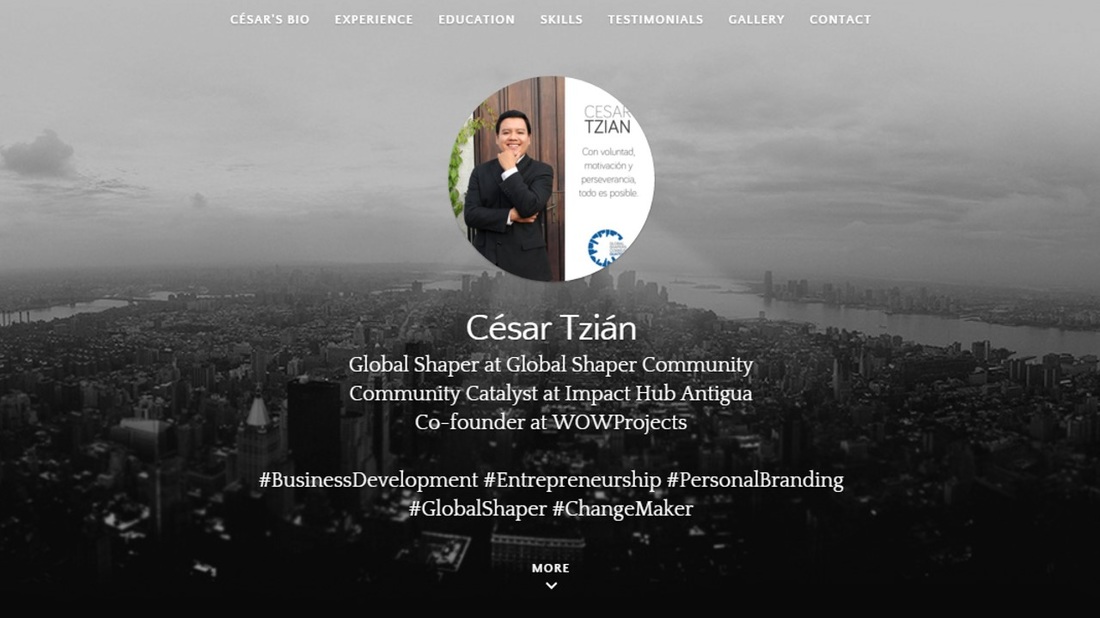 CÉSAR'S BIO EXPERIENCE EDUCATION SKILLS TESTIMONIALS GALLERY CONTACT
CESAR
TZIAN
Con voluntad,
motivación y
perseverancia,
todo es posible.
César Tzián
Global Shaper at Global Shaper Community
Community Catalyst at Impact Hub Antigua
Co-founder at WOWProjects
#BusinessDevelopment #Entrepreneurship #PersonalBranding
#GlobalShaper #ChangeMaker
MORE